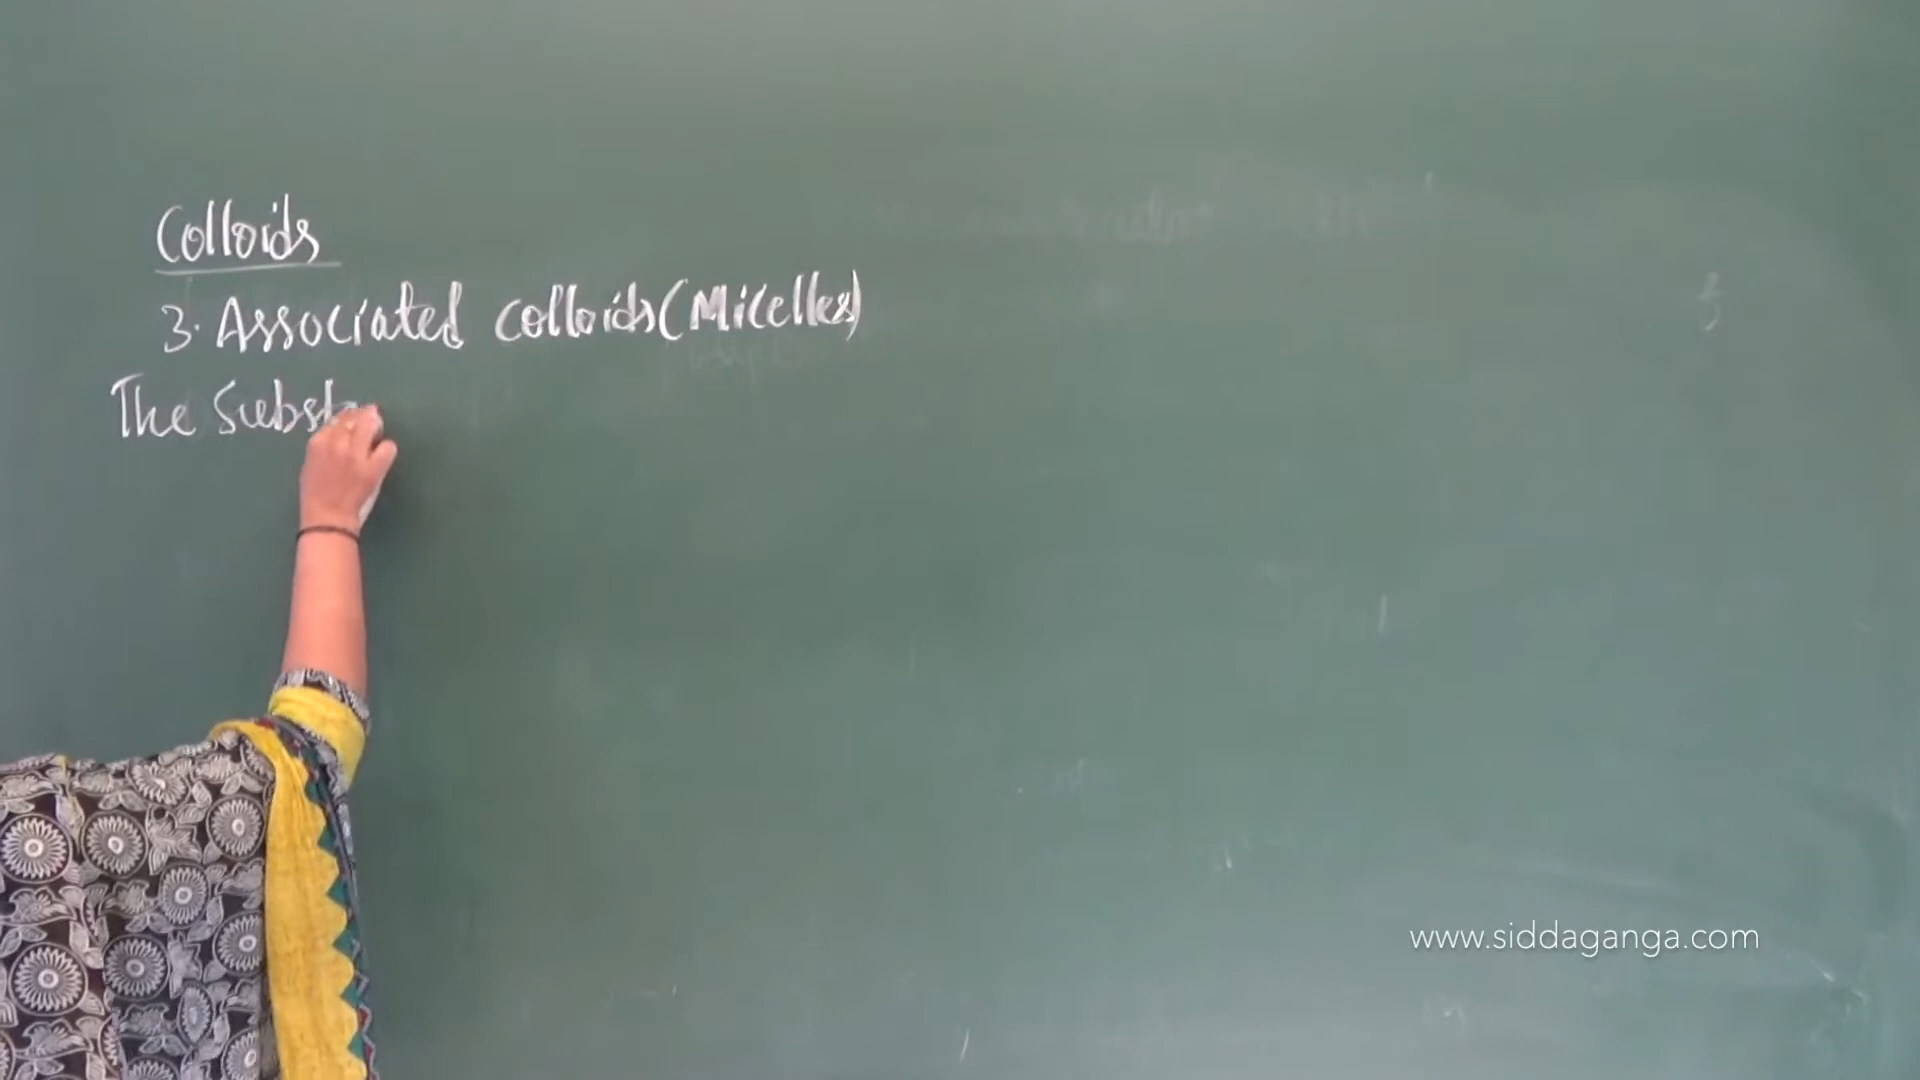 Colloids
3. Associated colloids (Micelles)
The Subst
www.siddaganga.com